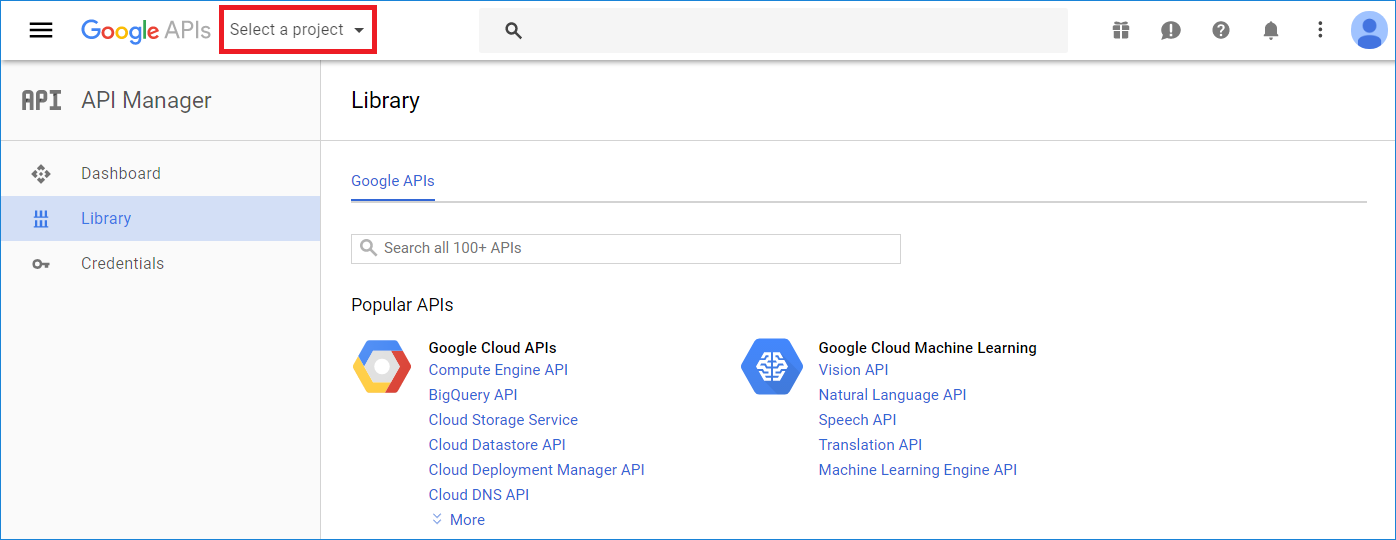 Google APIs Select a project
API API Manager
Library
Dashboard
Library
Credentials
Google APIs
Search all 100+ APIs
Popular APIs
Google Cloud APIs
Compute Engine API
BigQuery API
Cloud Storage Service
Cloud Datastore API
Cloud Deployment Manager API
Cloud DNS API
More
Google Cloud Machine Learning
Vision API
Natural Language API
Speech API
Translation API
Machine Learning Engine API